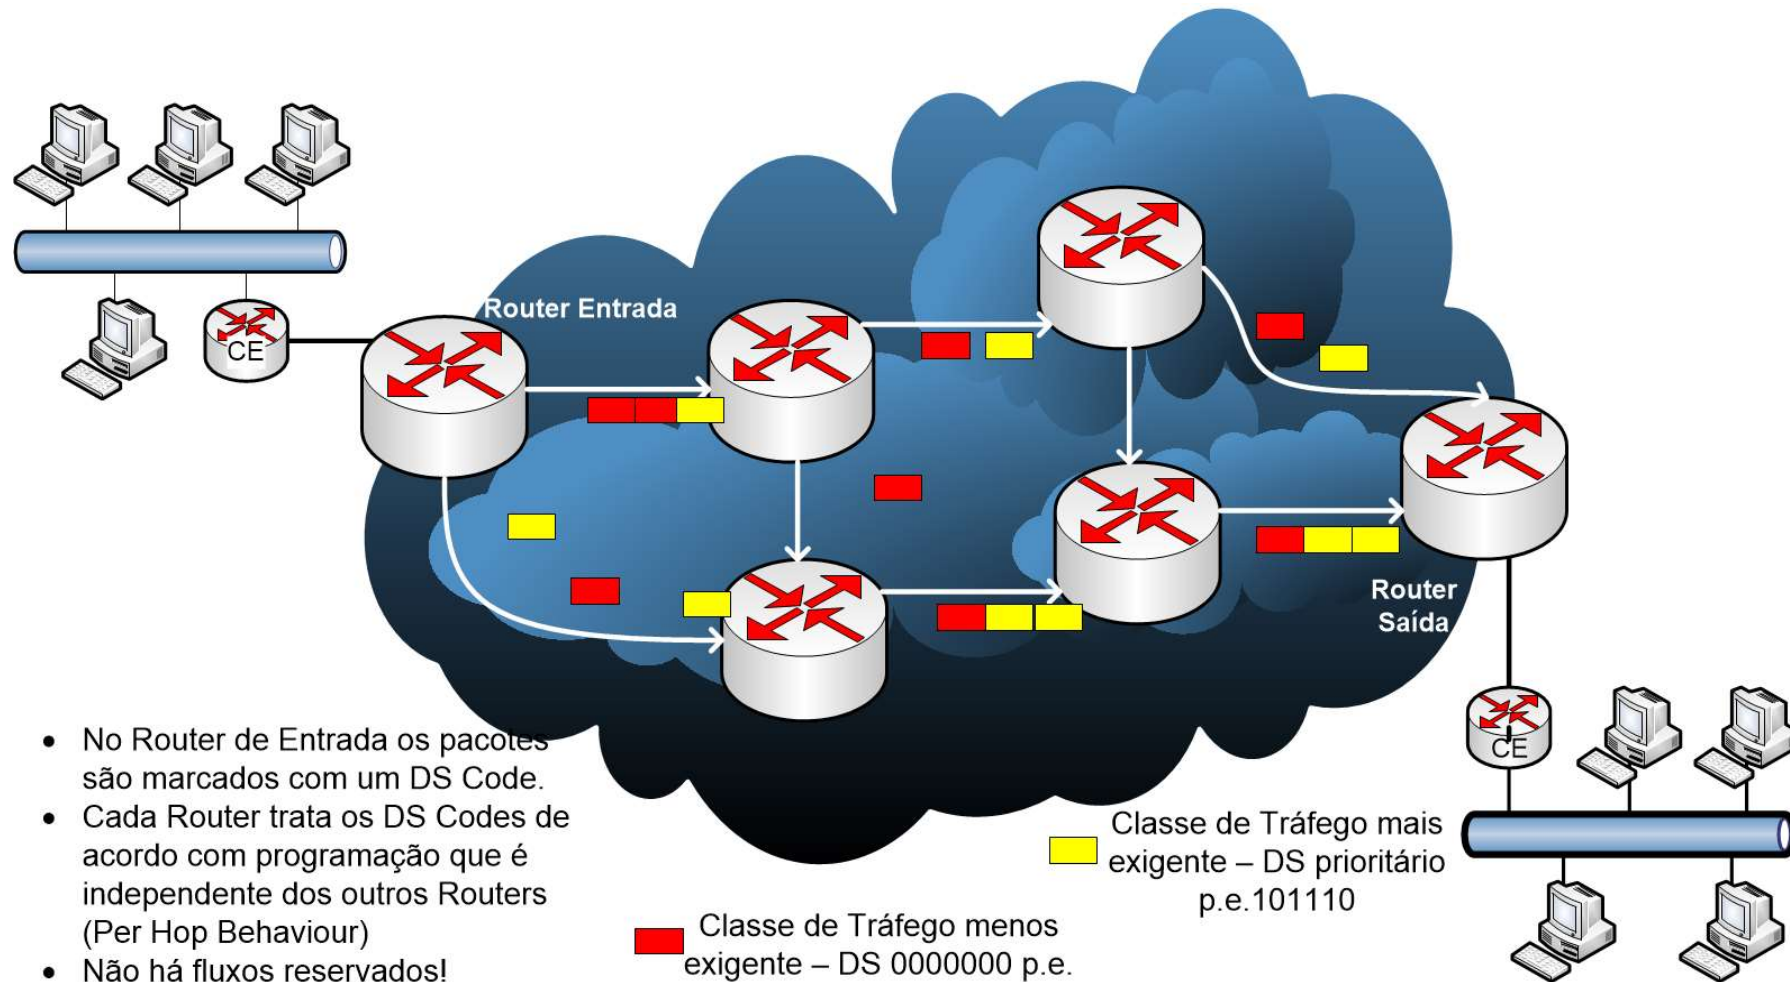 Router Entrada
CE
Router
Saída
CE
• No Router de Entrada os pacotes
são marcados com um DS Code.
• Cada Router trata os DS Codes de
acordo com programação que é
independente dos outros Routers
(Per Hop Behaviour)
• Não há fluxos reservados!
Classe de Tráfego menos
exigente – DS 0000000 p.e.
Classe de Tráfego mais
exigente – DS prioritário
p.e.101110